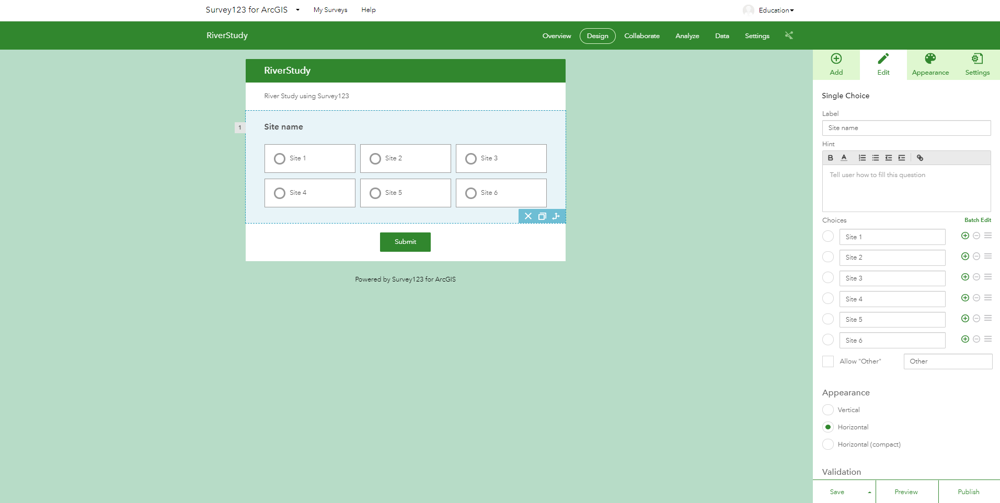 Survey123 for ArcGIS My Surveys Help Education
RiverStudy Overview Design Collaborate Analyze Data Settings
RiverStudy
River Study using Survey123
1
Site name
Site 1 Site 2 Site 3
Site 4 Site 5 Site 6
Submit
Powered by Survey123 for ArcGIS
Add Edit Appearance Settings
Single Choice
Label
Site name
Hint
B A
Tell user how to fill this question
Choices Batch Edit
Site 1
Site 2
Site 3
Site 4
Site 5
Site 6
Allow "Other" Other
Appearance
Vertical
Horizontal
Horizontal (compact)
Validation
Save Preview Publish